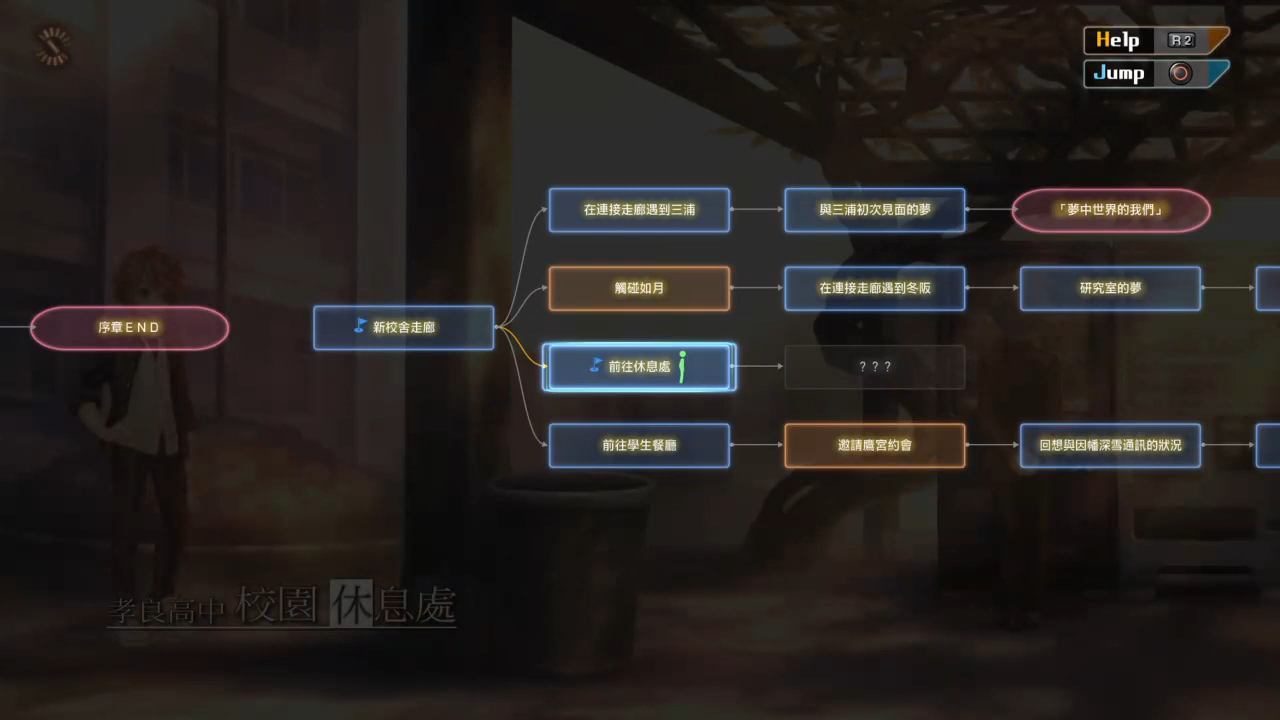 Help R2
Jump
在連接走廊遇到三浦
與三浦初次見面的夢
「夢中世界的我們」
觸碰如月
在連接走廊遇到冬阪
研究室的夢
序章END
新校舍走廊
前往休息處
???
前往學生餐廳
邀請鷹宮約會
回想與因幡深雪通訊的狀況
孝良高中 校園 休息處